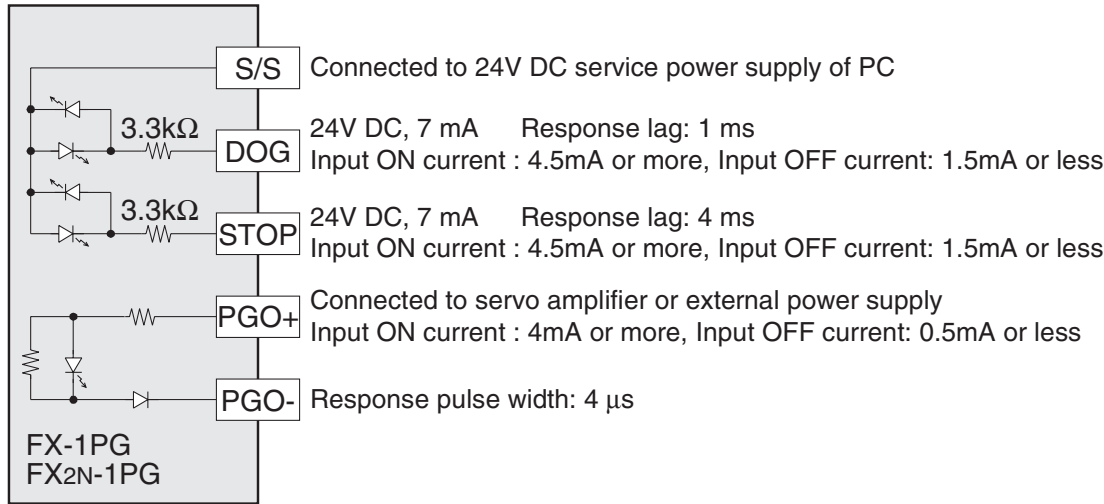 S/S Connected to 24V DC service power supply of PC
3.3kΩ DOG 24V DC, 7 mA Response lag: 1 ms
Input ON current : 4.5mA or more, Input OFF current: 1.5mA or less
3.3kΩ STOP 24V DC, 7 mA Response lag: 4 ms
Input ON current : 4.5mA or more, Input OFF current: 1.5mA or less
PGO+ Connected to servo amplifier or external power supply
Input ON current : 4mA or more, Input OFF current: 0.5mA or less
PGO- Response pulse width: 4 μs
FX-1PG
FX2N-1PG